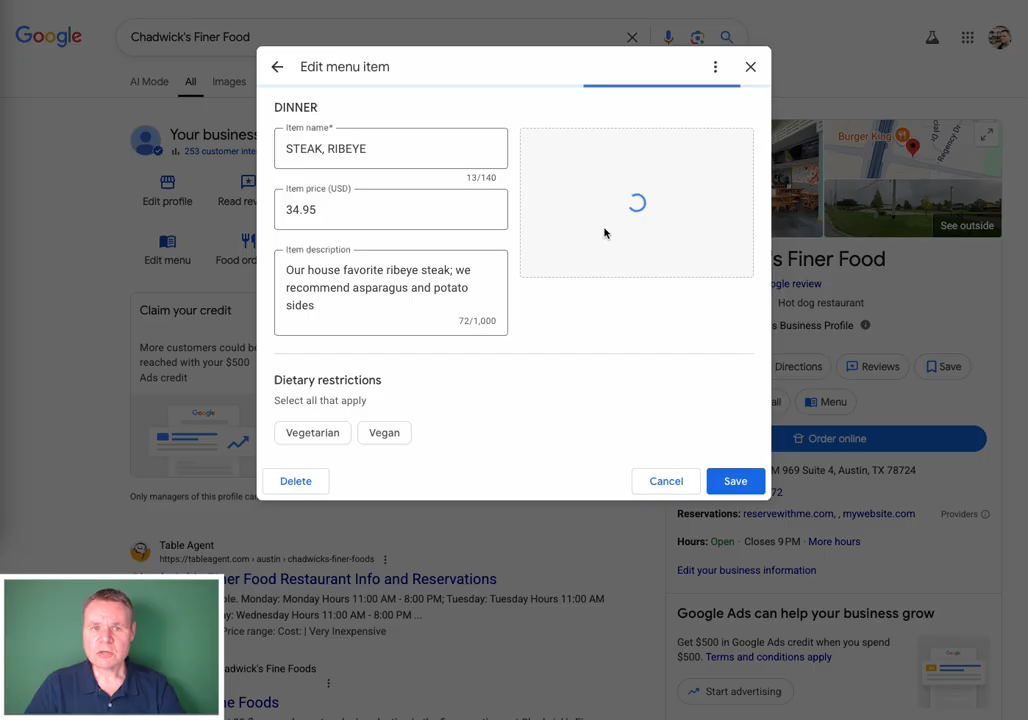 Google
Chadwick's Finer Food
AI Mode
All
Images
Your business
253 customer inte
Edit profile
Read rev
Edit menu
Food ord
Claim your credit
More customers could be
reached with your $500
Ads credit
Google
Only managers of this profile ca
Edit menu item
DINNER
Item name*
STEAK, RIBEYE
13/140
Item price (USD)
34.95
Item description
Our house favorite ribeye steak; we
recommend asparagus and potato
sides
72/1,000
Dietary restrictions
Select all that apply
Vegetarian
Vegan
Delete
Cancel
Save
Table Agent
https://tableagent.com › austin › chadwicks-finer-foods
ner Food Restaurant Info and Reservations
le. Monday: Monday Hours 11:00 AM - 8:00 PM; Tuesday: Tuesday Hours 11:00 AM
y: Wednesday Hours 11:00 AM - 8:00 PM ...
Price range: Cost: | Very Inexpensive
adwick's Fine Foods
ne Foods
Burger King
Regency Dr
See outside
's Finer Food
gle review
Hot dog restaurant
s Business Profile
Directions
Reviews
Save
all
Menu
Order online
M 969 Suite 4, Austin, TX 78724
72
Reservations: reservewithme.com, , mywebsite.com
Providers
Hours: Open · Closes 9 PM · More hours
Edit your business information
Google Ads can help your business grow
Get $500 in Google Ads credit when you spend
$500. Terms and conditions apply
Google
Start advertising